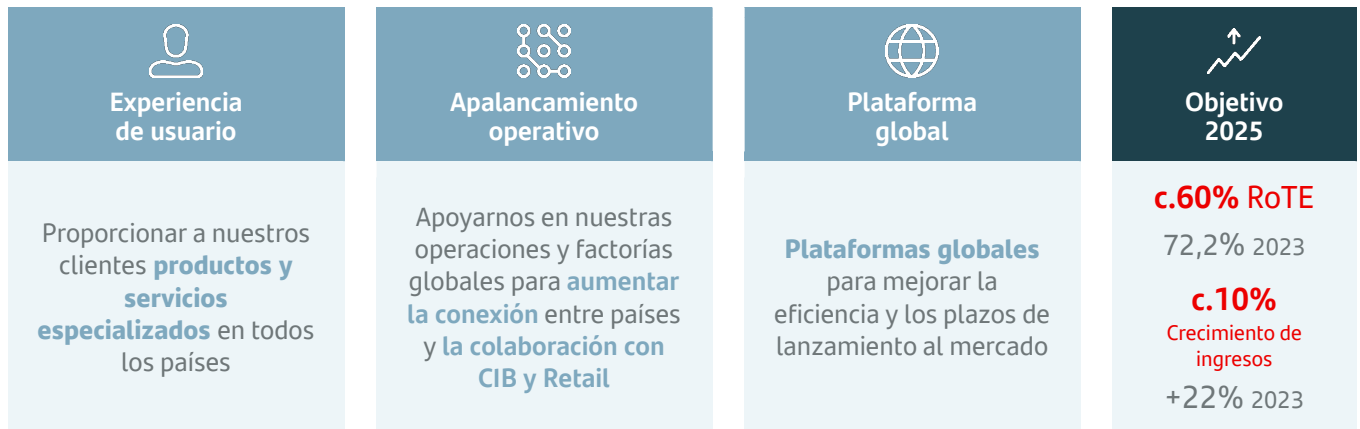 Experiencia
de usuario
Proporcionar a nuestros
clientes productos y
servicios
especializados en todos
los países
Apalancamiento
operativo
Apoyarnos en nuestras
operaciones y factorías
globales para aumentar
la conexión entre países
y la colaboración con
CIB y Retail
Plataforma
global
Plataformas globales
para mejorar la
eficiencia y los plazos de
lanzamiento al mercado
Objetivo
2025
c.60% RoTE
72,2% 2023
c.10%
Crecimiento de
ingresos
+22% 2023